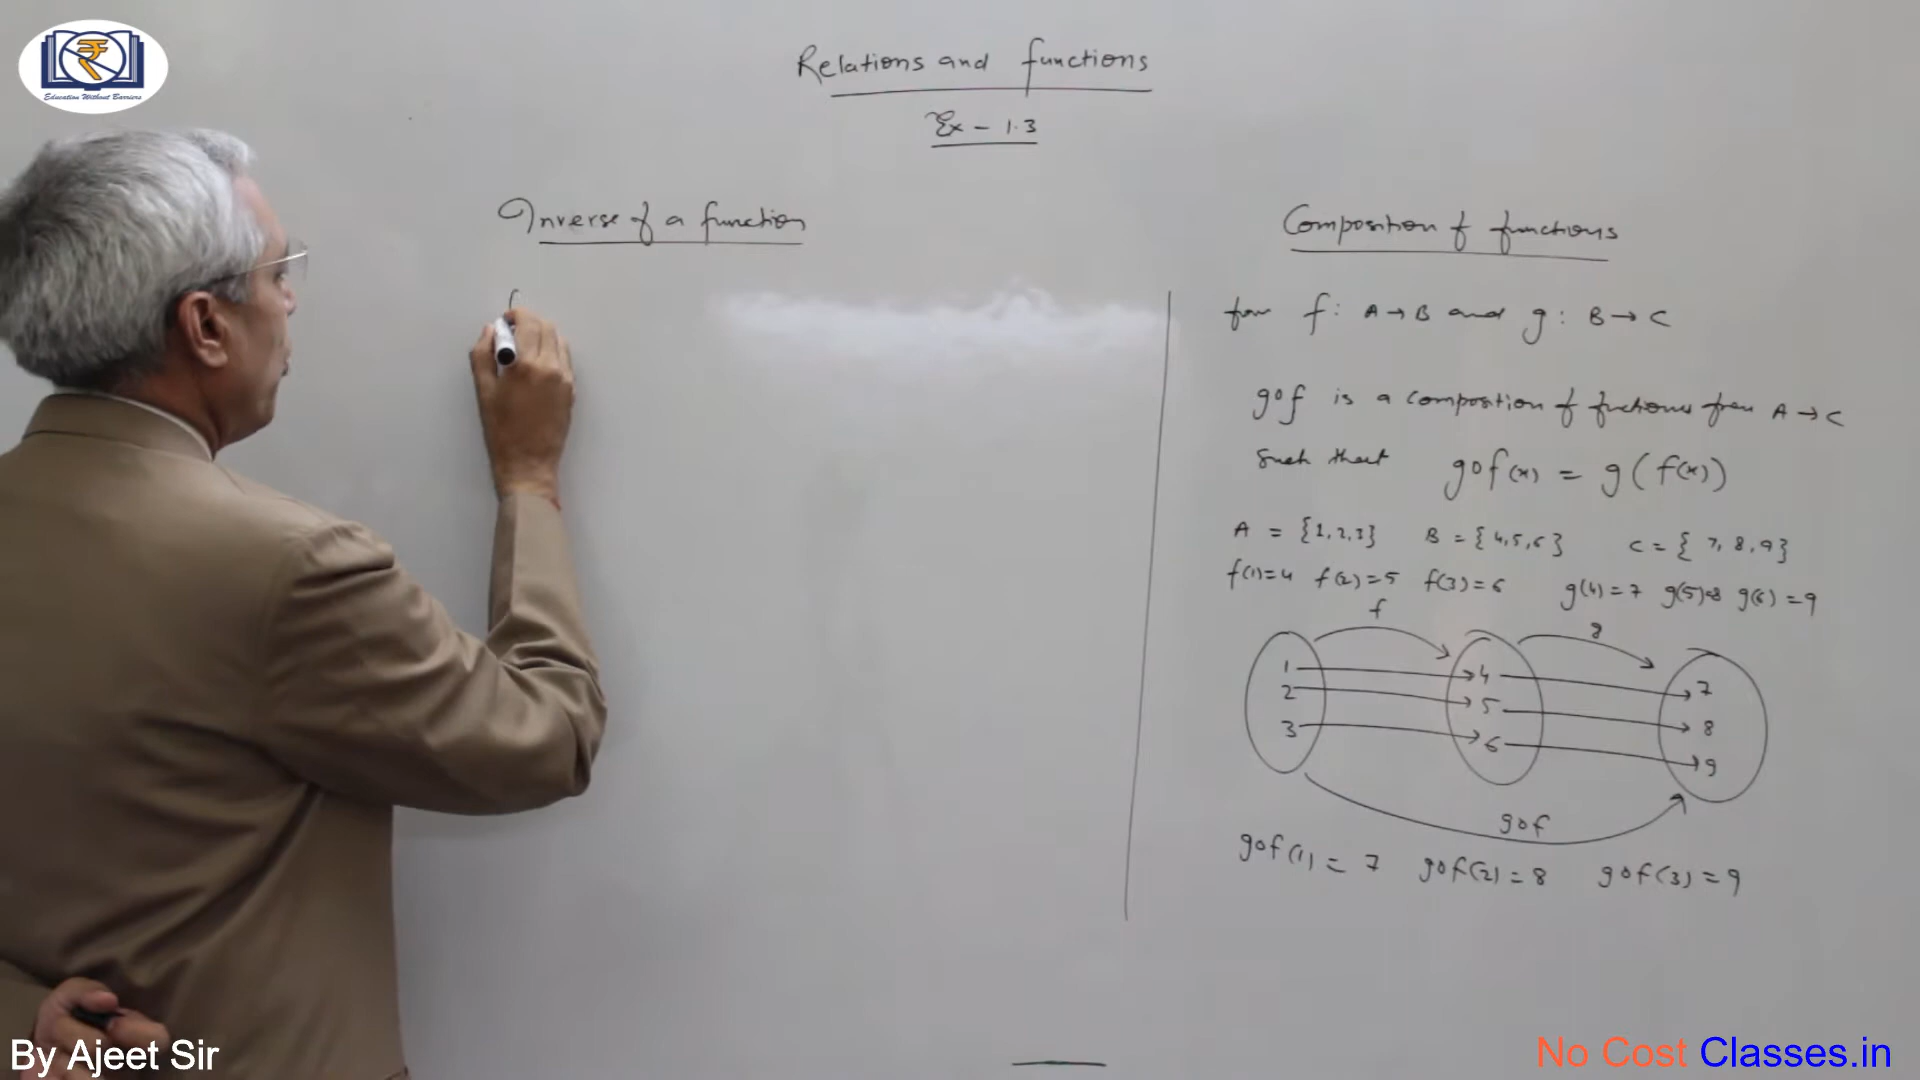 Education Without Barriers
Relations and functions
Ex - 1.3
Inverse of a function
f
Composition of functions
for f: A→B and g: B→C
gof is a composition of functions from A→C
Such that gof(x) = g(f(x))
A = {1,2,3} B = {4,5,6} C = {7,8,9}
f(1)=4 f(2)=5 f(3)=6 g(4)=7 g(5)=8 g(6)=9
f g
1 4 7
2 5 8
3 6 9
gof
gof(1) = 7 gof(2) = 8 gof(3) = 9
By Ajeet Sir
No Cost Classes.in